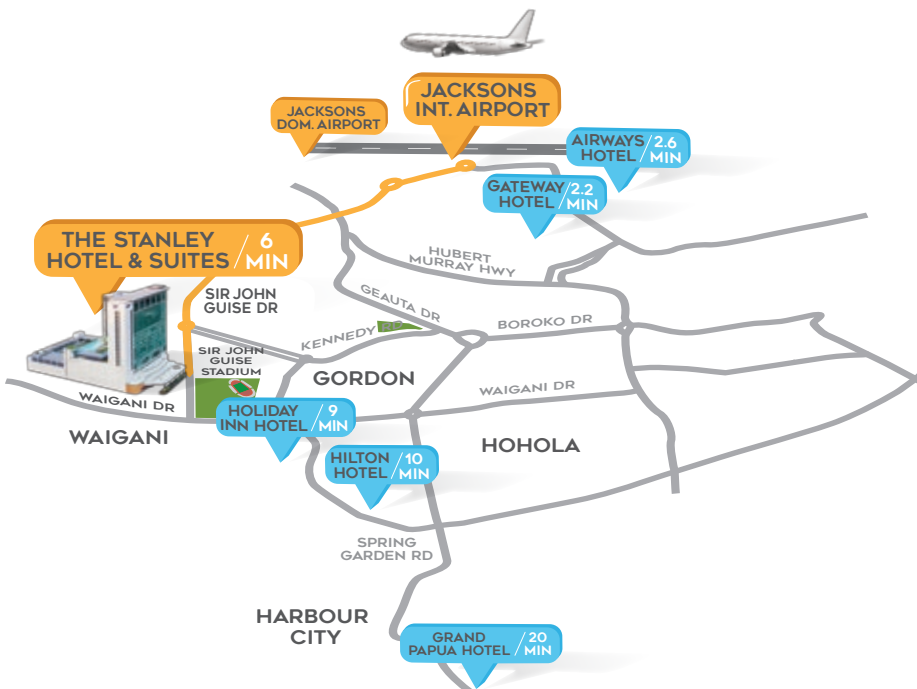 JACKSONS
INT. AIRPORT
JACKSONS
DOM. AIRPORT
AIRWAYS
HOTEL / 2.6
MIN
GATEWAY
HOTEL / 2.2
MIN
THE STANLEY
HOTEL & SUITES / 6
MIN
HUBERT
MURRAY HWY
SIR JOHN
GUISE DR
GEAUTA DR
KENNEDY RD
BOROKO DR
SIR JOHN
GUISE
STADIUM
GORDON
WAIGANI DR
WAIGANI DR
WAIGANI
HOLIDAY
INN HOTEL / 9
MIN
HOHOLA
HILTON
HOTEL / 10
MIN
SPRING
GARDEN RD
HARBOUR
CITY
GRAND
PAPUA HOTEL / 20
MIN